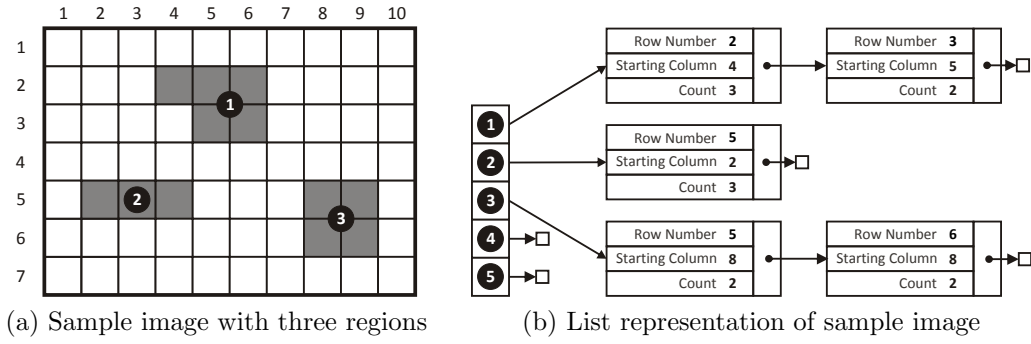 1 2 3 4 5 6 7 8 9 10
1
2
3
4
5
6
7
1
2
3
(a) Sample image with three regions
1
2
3
4
5
Row Number 2
Starting Column 4
Count 3
Row Number 3
Starting Column 5
Count 2
Row Number 5
Starting Column 2
Count 3
Row Number 5
Starting Column 8
Count 2
Row Number 6
Starting Column 8
Count 2
(b) List representation of sample image